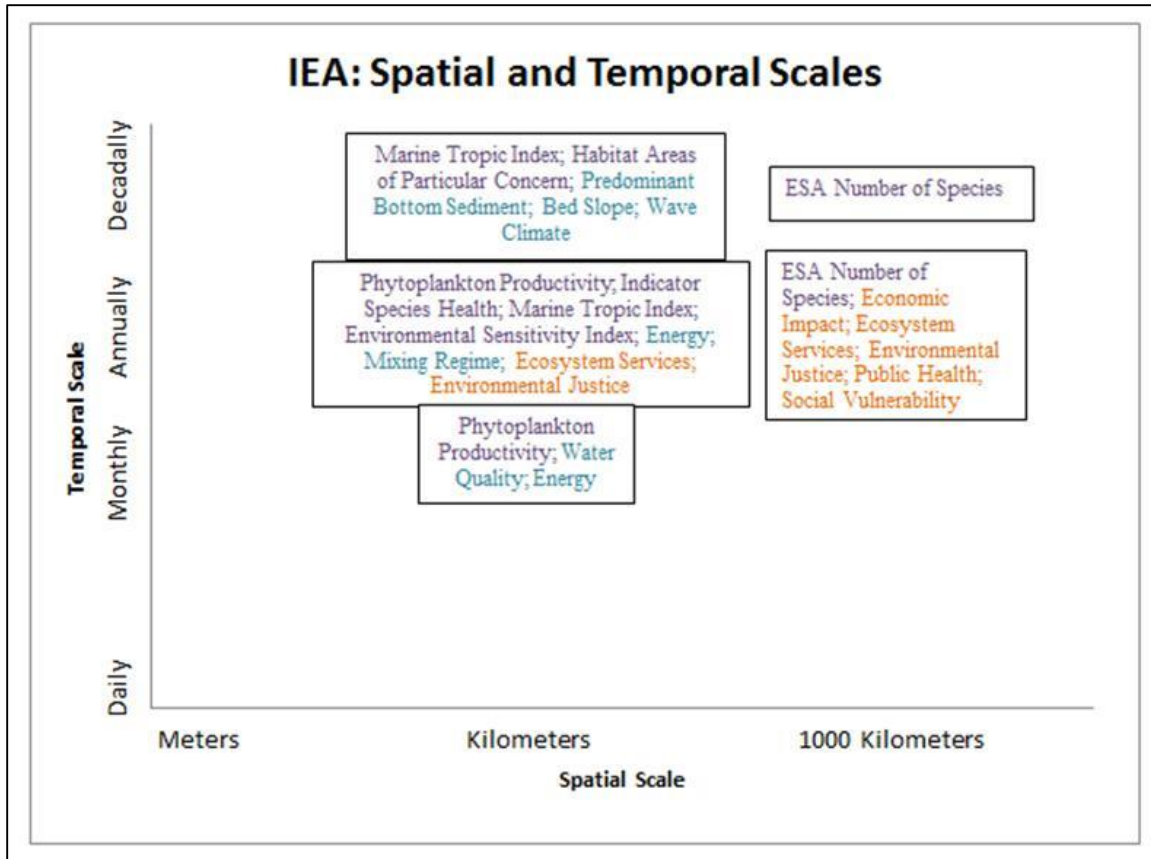 IEA: Spatial and Temporal Scales
Temporal Scale
Decadally
Annually
Monthly
Daily
Marine Tropic Index; Habitat Areas
of Particular Concern; Predominant
Bottom Sediment; Bed Slope; Wave
Climate
ESA Number of Species
Phytoplankton Productivity; Indicator
Species Health; Marine Tropic Index;
Environmental Sensitivity Index; Energy;
Mixing Regime; Ecosystem Services;
Environmental Justice
ESA Number of
Species; Economic
Impact; Ecosystem
Services; Environmental
Justice; Public Health;
Social Vulnerability
Phytoplankton
Productivity; Water
Quality; Energy
Meters
Kilometers
1000 Kilometers
Spatial Scale